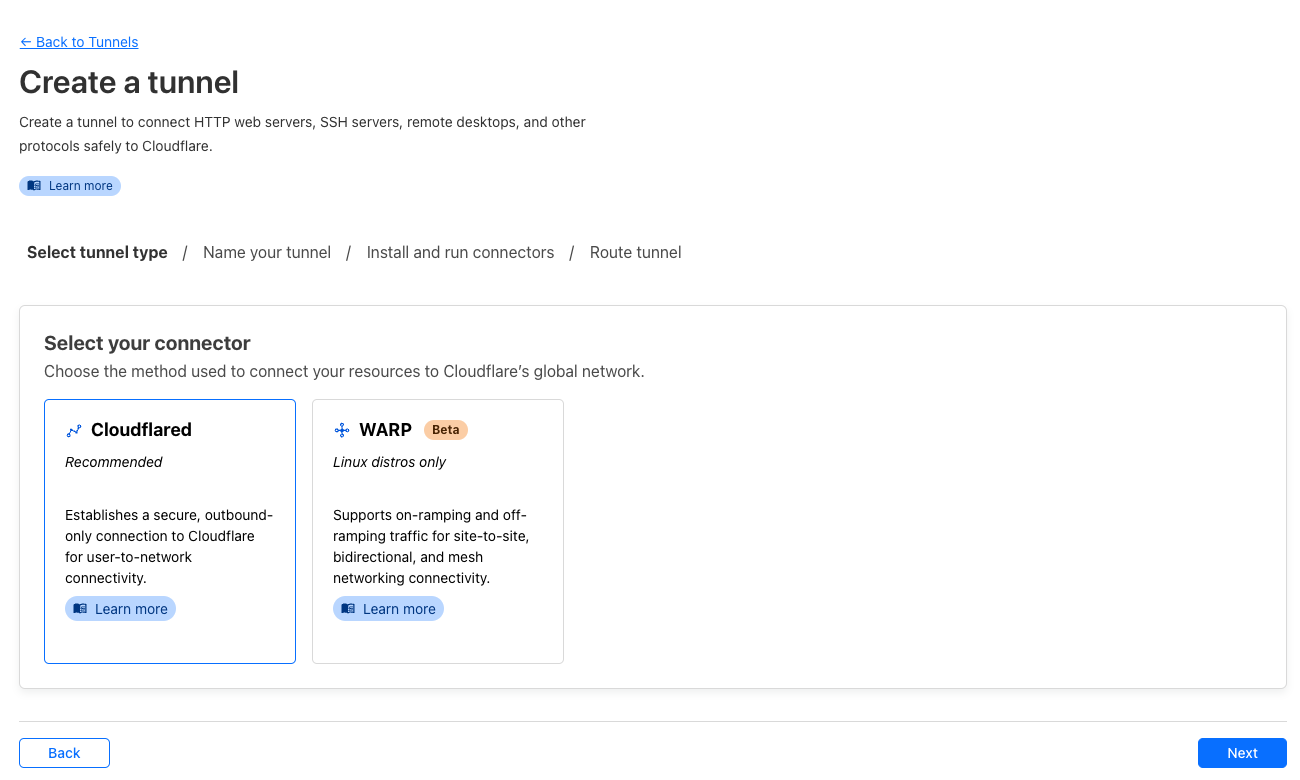 ← Back to Tunnels
Create a tunnel
Create a tunnel to connect HTTP web servers, SSH servers, remote desktops, and other
protocols safely to Cloudflare.
Learn more
Select tunnel type / Name your tunnel / Install and run connectors / Route tunnel
Select your connector
Choose the method used to connect your resources to Cloudflare’s global network.
Cloudflared
Recommended
Establishes a secure, outbound-
only connection to Cloudflare
for user-to-network
connectivity.
Learn more
WARP Beta
Linux distros only
Supports on-ramping and off-
ramping traffic for site-to-site,
bidirectional, and mesh
networking connectivity.
Learn more
Back
Next